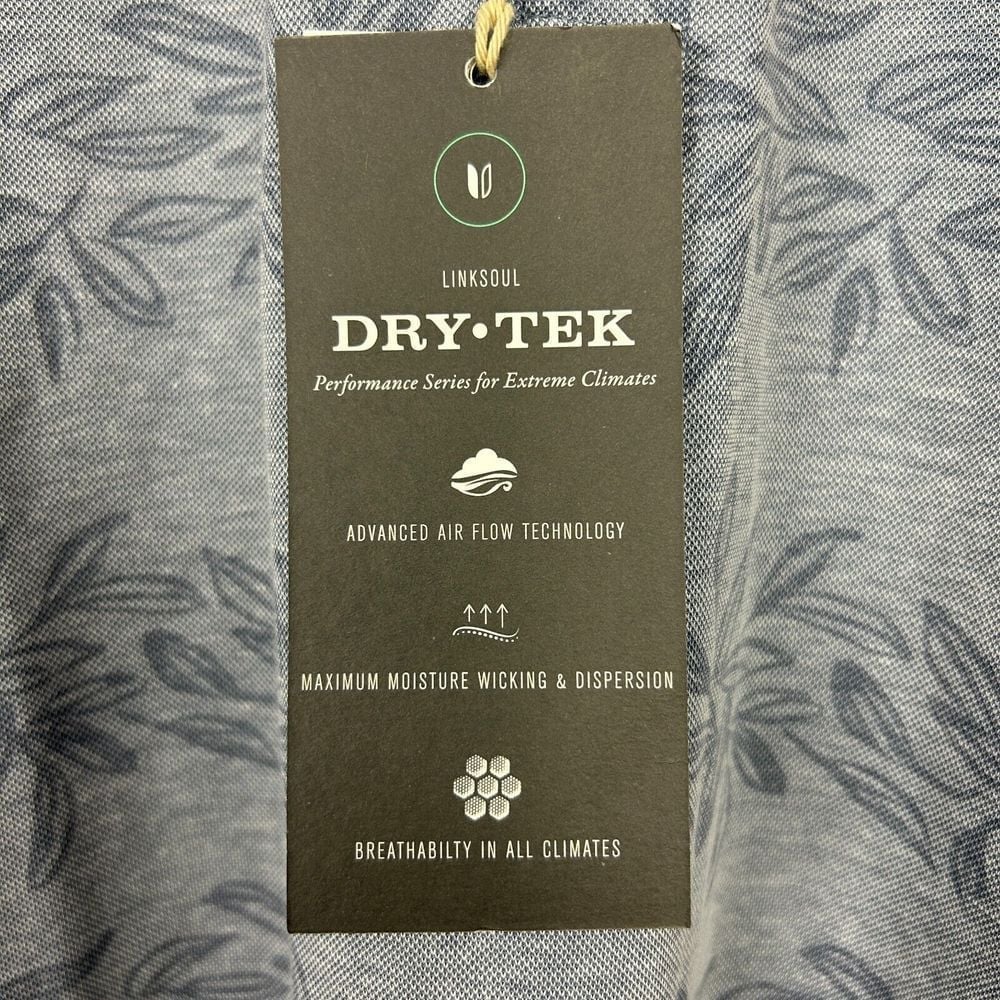 LINKSOUL
DRY•TEK
Performance Series for Extreme Climates
ADVANCED AIR FLOW TECHNOLOGY
MAXIMUM MOISTURE WICKING & DISPERSION
BREATHABILTY IN ALL CLIMATES